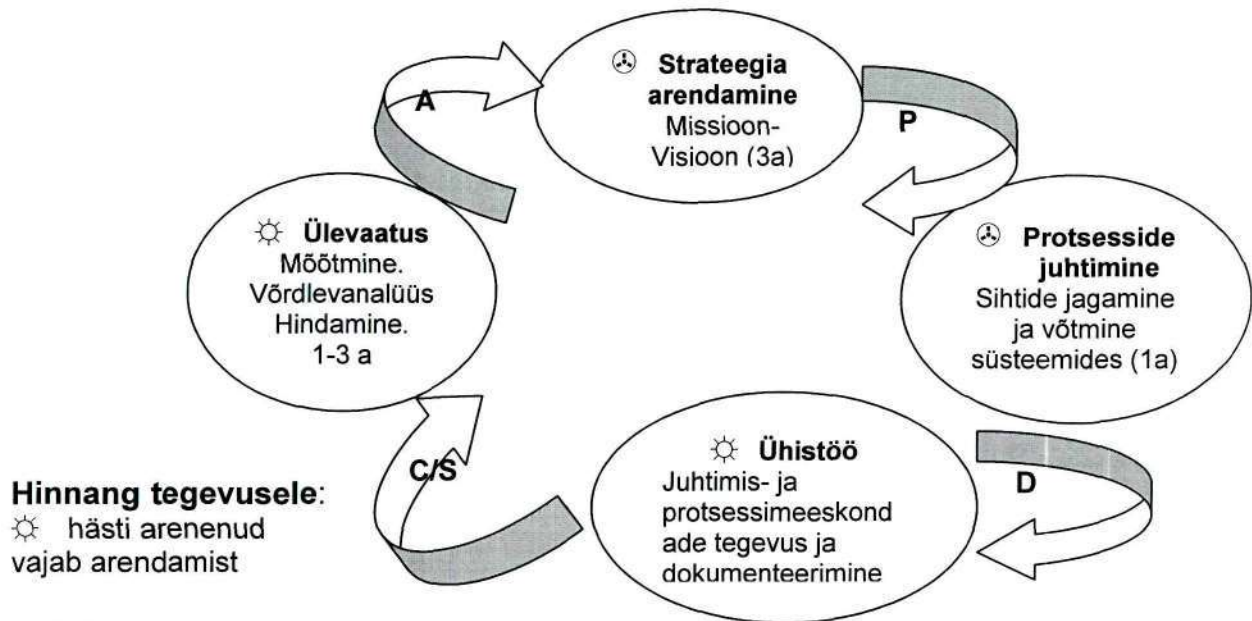 Strateegia
arendamine
Missioon-
Visioon (3a)
A
P
Ülevaatus
Mõõtmine.
Võrdlevanalüüs
Hindamine.
1-3 a
Protsesside
juhtimine
Sihtide jagamine
ja võtmine
süsteemides (1a)
C/S
Ühistöö
Juhtimis- ja
protsessimeeskond
ade tegevus ja
dokumenteerimine
D
Hinnang tegevusele:
hästi arenenud
vajab arendamist